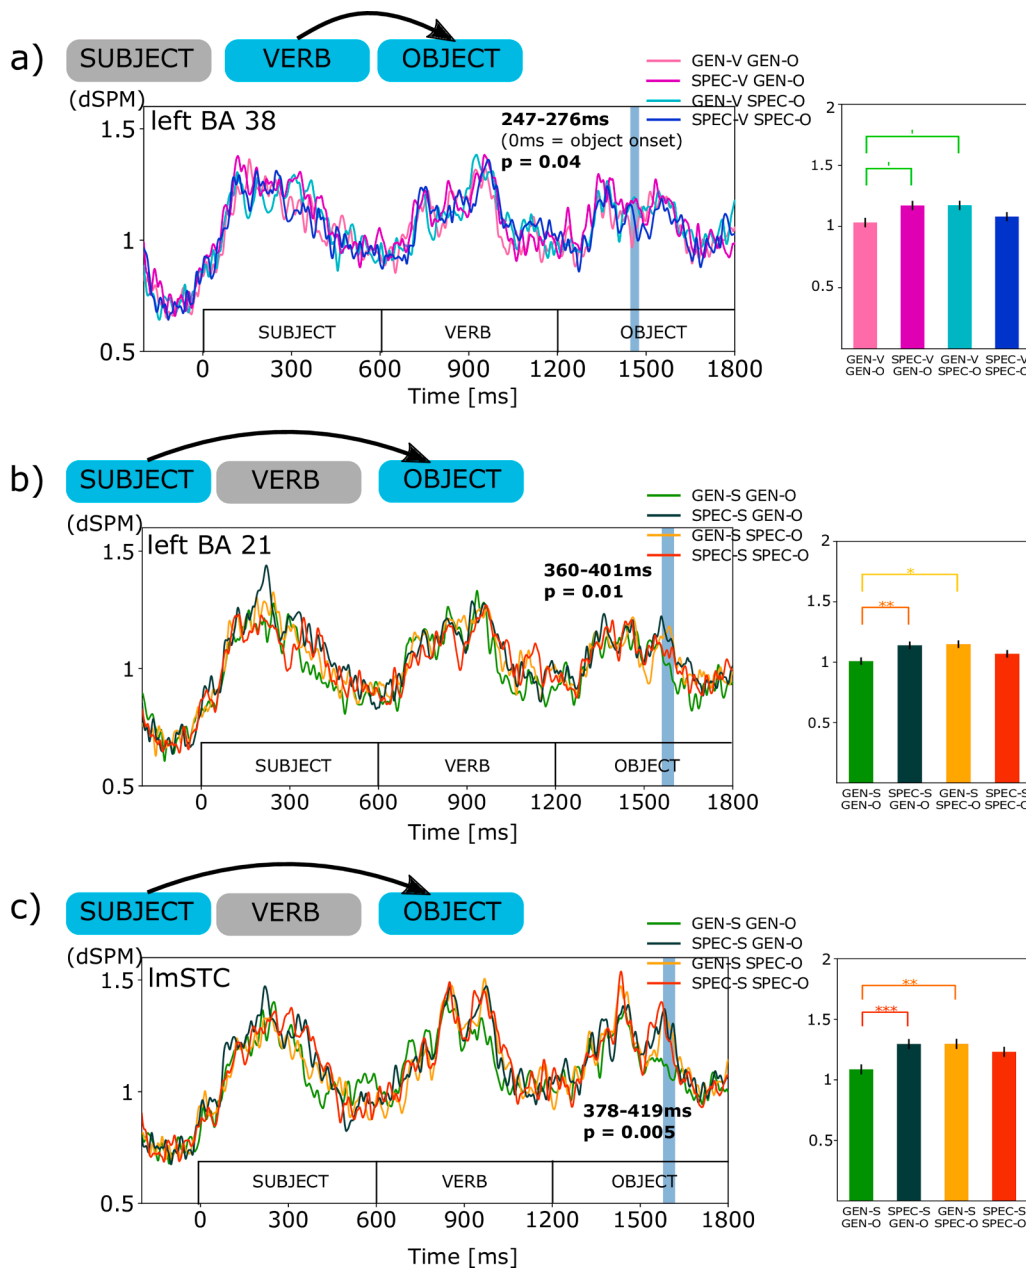 a)
SUBJECT VERB OBJECT
(dSPM)
left BA 38
GEN-V GEN-O
SPEC-V GEN-O
GEN-V SPEC-O
SPEC-V SPEC-O
247-276ms
(0ms = object onset)
p = 0.04
1.5
1
0.5
SUBJECT VERB OBJECT
0 300 600 900 1200 1500 1800
Time [ms]
2
1.5
1
0.5
GEN-V SPEC-V GEN-V SPEC-V
GEN-O GEN-O SPEC-O SPEC-O
b)
SUBJECT VERB OBJECT
(dSPM)
left BA 21
GEN-S GEN-O
SPEC-S GEN-O
GEN-S SPEC-O
SPEC-S SPEC-O
360-401ms
p = 0.01
1.5
1
0.5
SUBJECT VERB OBJECT
0 300 600 900 1200 1500 1800
Time [ms]
2
1.5
1
0.5
*
**
GEN-S SPEC-S GEN-S SPEC-S
GEN-O GEN-O SPEC-O SPEC-O
c)
SUBJECT VERB OBJECT
(dSPM)
lmSTC
GEN-S GEN-O
SPEC-S GEN-O
GEN-S SPEC-O
SPEC-S SPEC-O
378-419ms
p = 0.005
1.5
1
0.5
SUBJECT VERB OBJECT
0 300 600 900 1200 1500 1800
Time [ms]
2
1.5
1
0.5
**
***
GEN-S SPEC-S GEN-S SPEC-S
GEN-O GEN-O SPEC-O SPEC-O